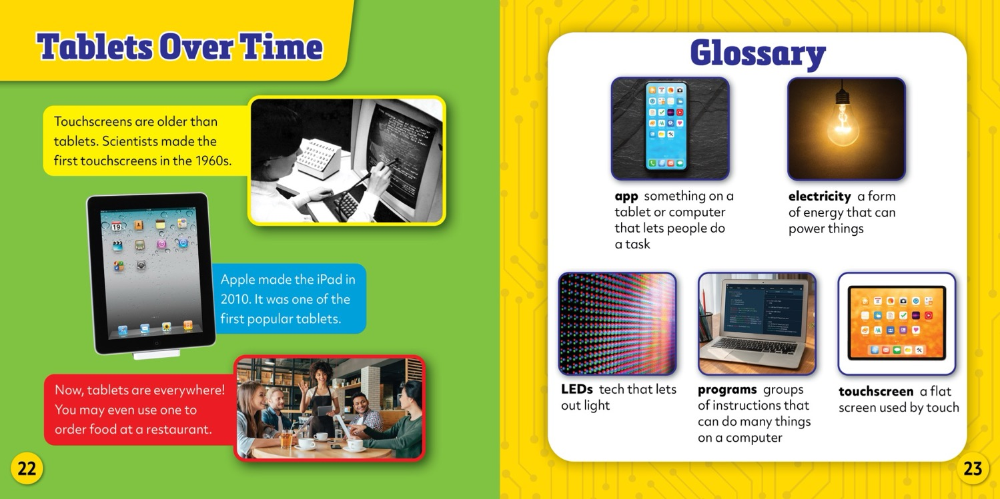 Tablets Over Time
Touchscreens are older than
tablets. Scientists made the
first touchscreens in the 1960s.
19
Apple made the iPad in
2010. It was one of the
first popular tablets.
Now, tablets are everywhere!
You may even use one to
order food at a restaurant.
22
Glossary
app something on a
tablet or computer
that lets people do
a task
electricity a form
of energy that can
power things
LEDs tech that lets
out light
programs groups
of instructions that
can do many things
on a computer
touchscreen a flat
screen used by touch
23